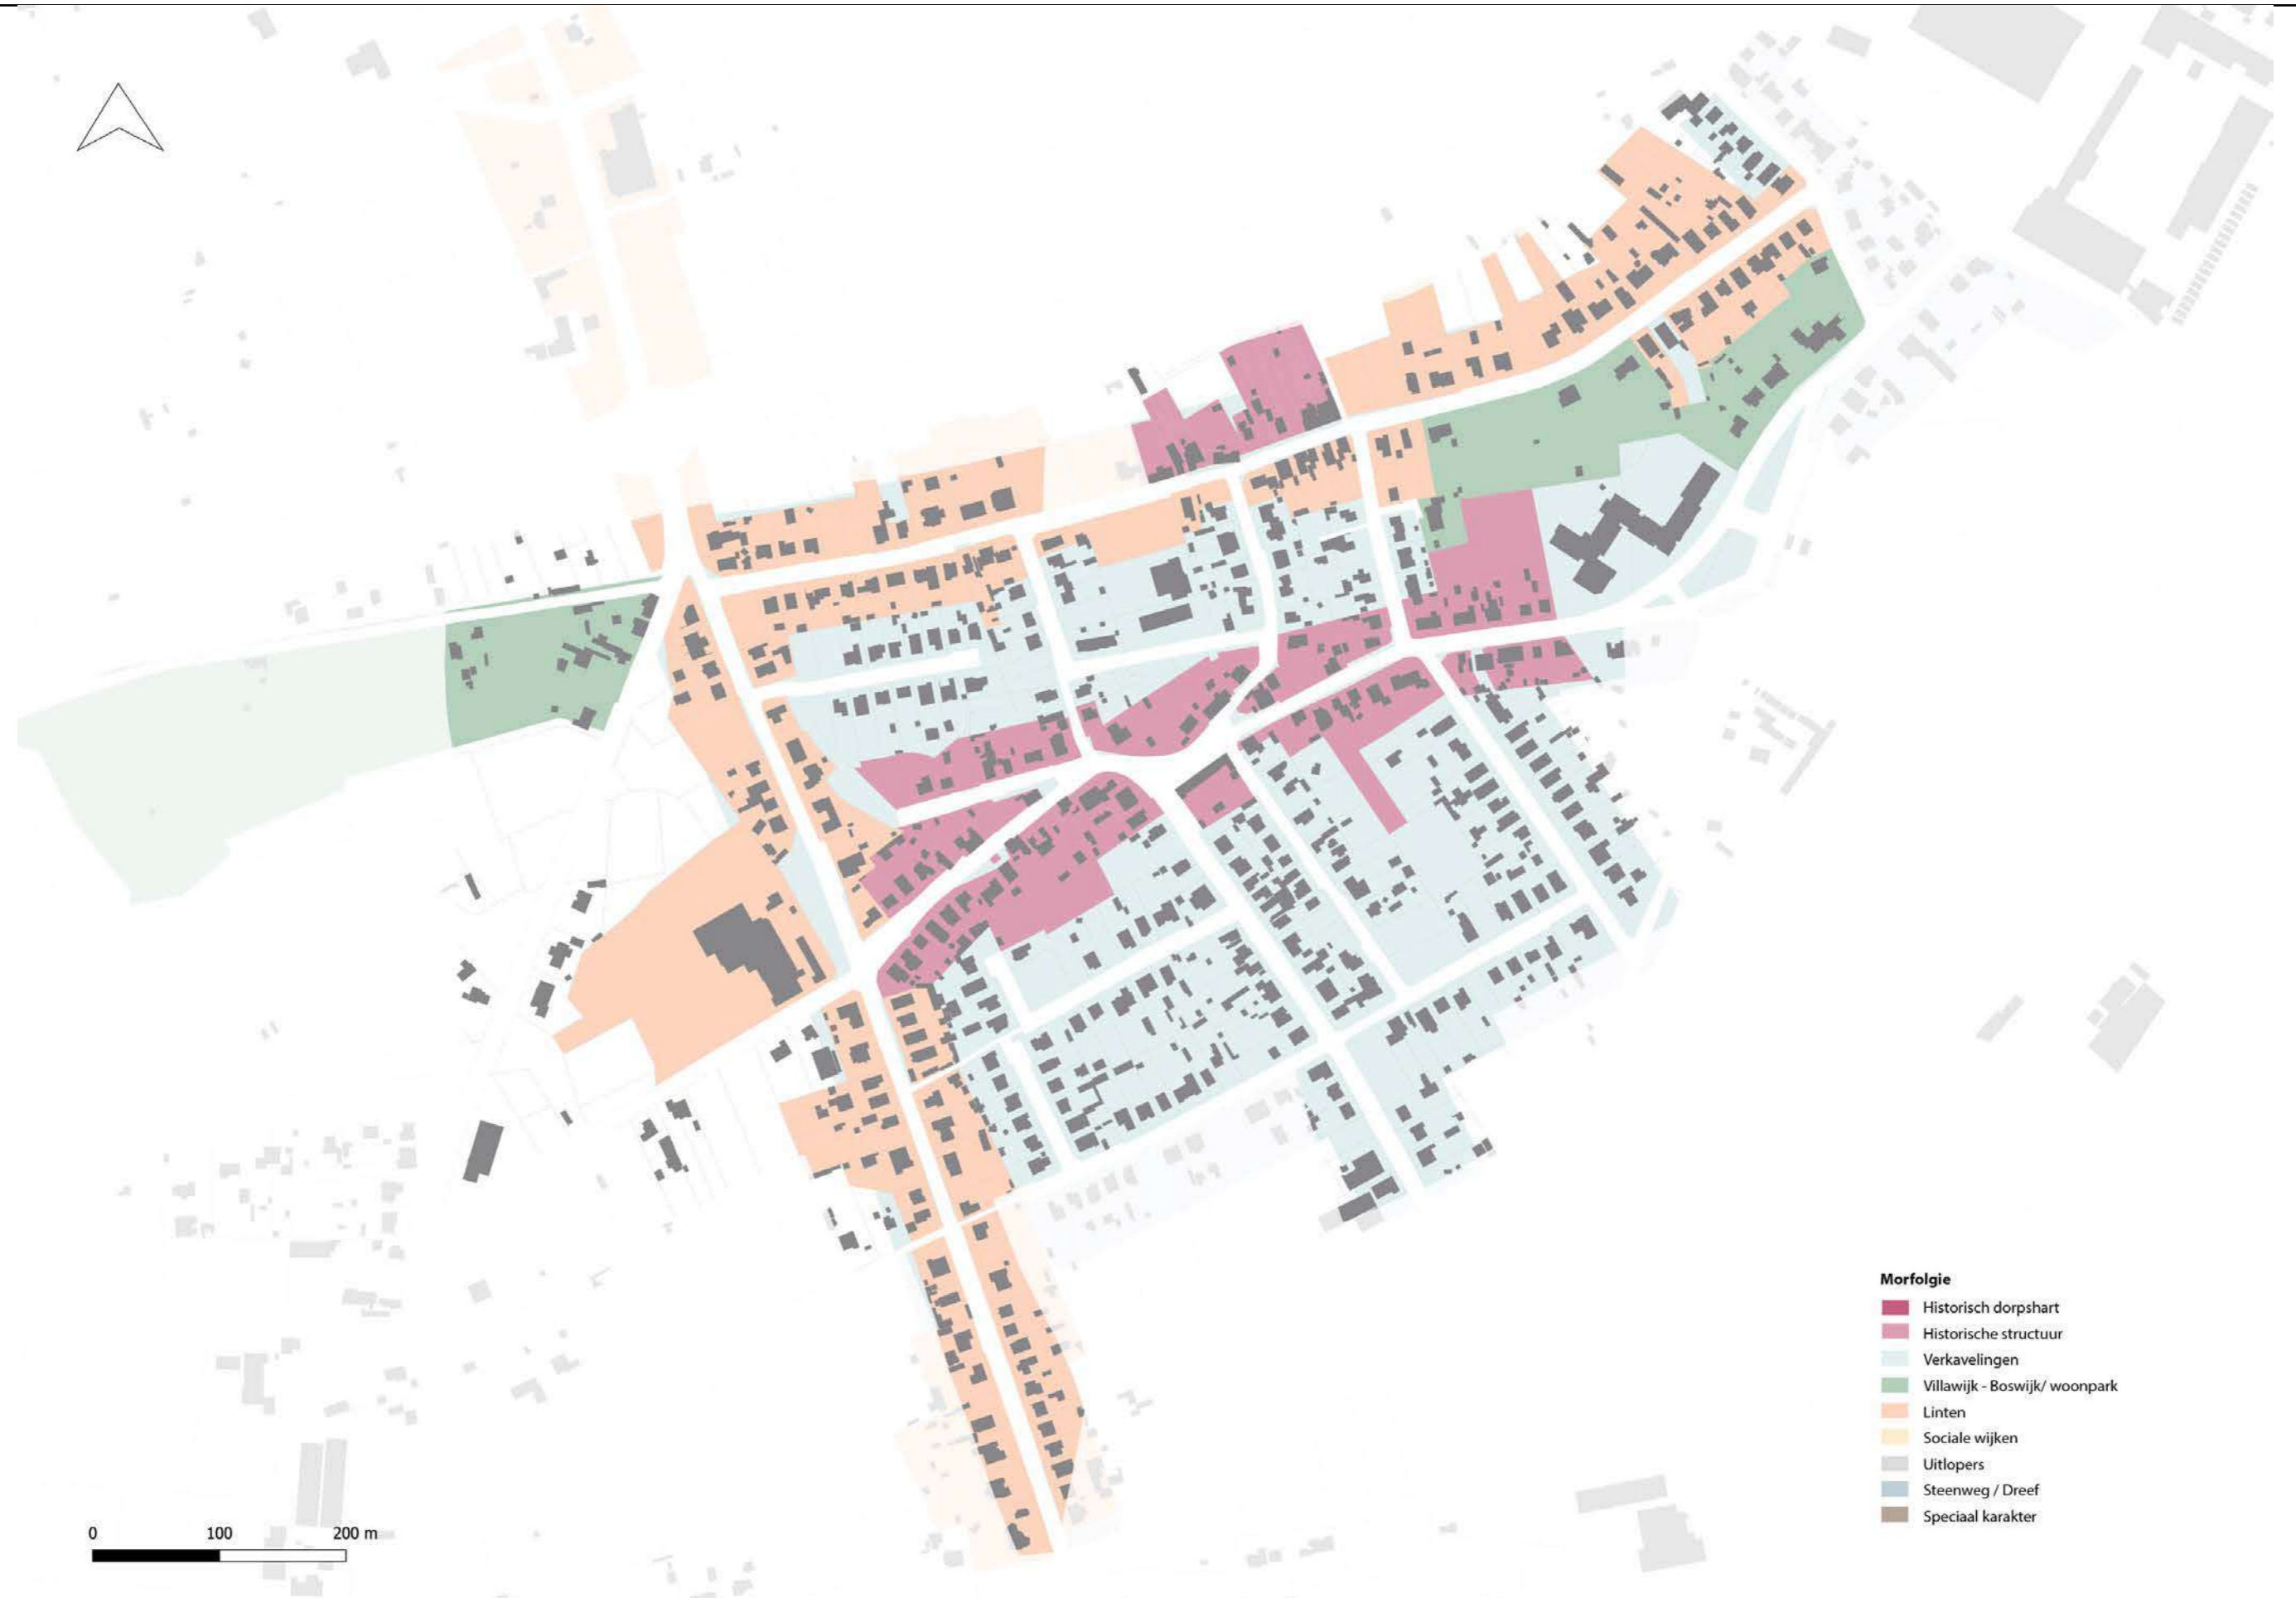 Morfolgie
Historisch dorpshart
Historische structuur
Verkavelingen
Villawijk - Boswijk/ woonpark
Linten
Sociale wijken
Uitlopers
Steenweg / Dreef
Speciaal karakter
0 100 200 m